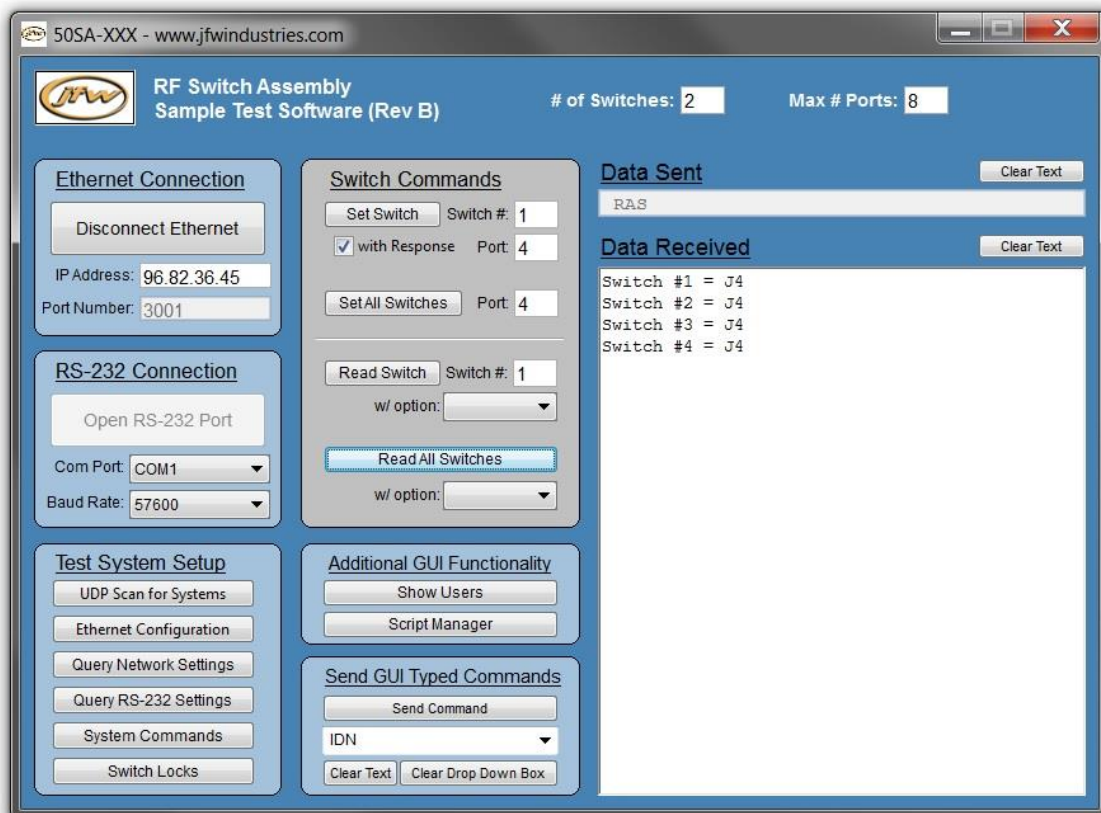 50SA-XXX - www.jfwindustries.com
jfw
RF Switch Assembly
Sample Test Software (Rev B)
# of Switches: 2
Max # Ports: 8
Ethernet Connection
Disconnect Ethernet
IP Address: 96.82.36.45
Port Number: 3001
RS-232 Connection
Open RS-232 Port
Com Port: COM1
Baud Rate: 57600
Test System Setup
UDP Scan for Systems
Ethernet Configuration
Query Network Settings
Query RS-232 Settings
System Commands
Switch Locks
Switch Commands
Set Switch Switch #: 1
with Response Port: 4
Set All Switches Port: 4
Read Switch Switch #: 1
w/ option:
Read All Switches
w/ option:
Additional GUI Functionality
Show Users
Script Manager
Send GUI Typed Commands
Send Command
IDN
Clear Text Clear Drop Down Box
Data Sent Clear Text
RAS
Data Received Clear Text
Switch #1 = J4
Switch #2 = J4
Switch #3 = J4
Switch #4 = J4